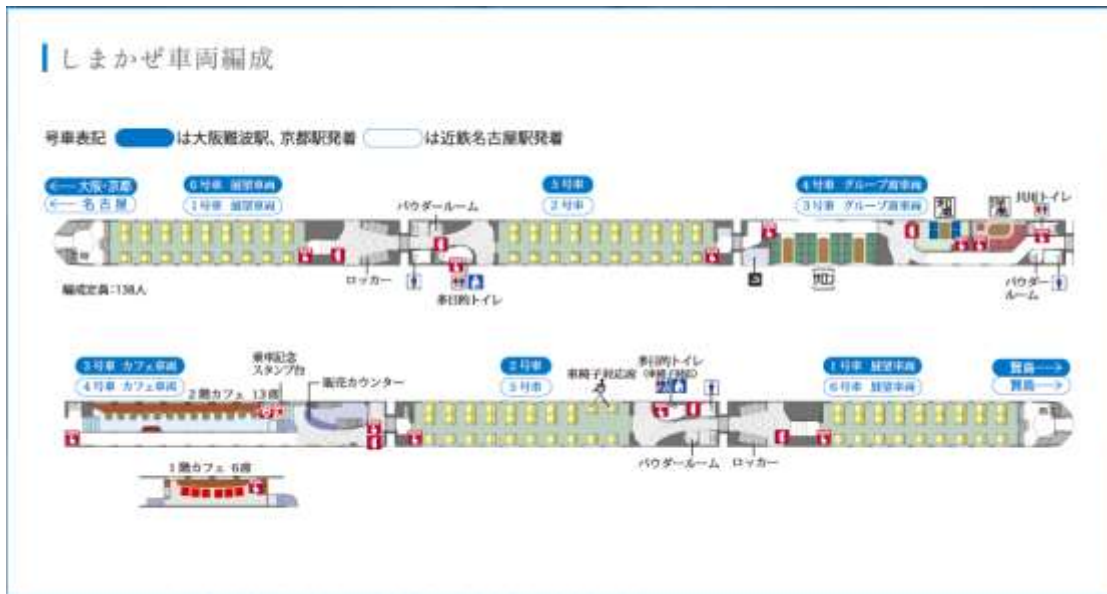 しまかぜ車両編成
号車表記
は大阪難波駅、京都駅発着
は近鉄名古屋駅発着
←大阪・京都
←名古屋
6号車 展望車両
1号車 展望車両
パウダールーム
5号車
2号車
4号車 グループ席車両
3号車 グループ席車両
共用トイレ
ロッカー
多目的トイレ
パウダー
ルーム
編成定員:138人
3号車 カフェ車両
4号車 カフェ車両
2階カフェ 13席
乗車記念
スタンプ台
販売カウンター
2号車
5号車
車椅子対応席
多目的トイレ
(車椅子対応)
1号車 展望車両
6号車 展望車両
賢島→
賢島→
パウダールーム
ロッカー
1階カフェ 6席